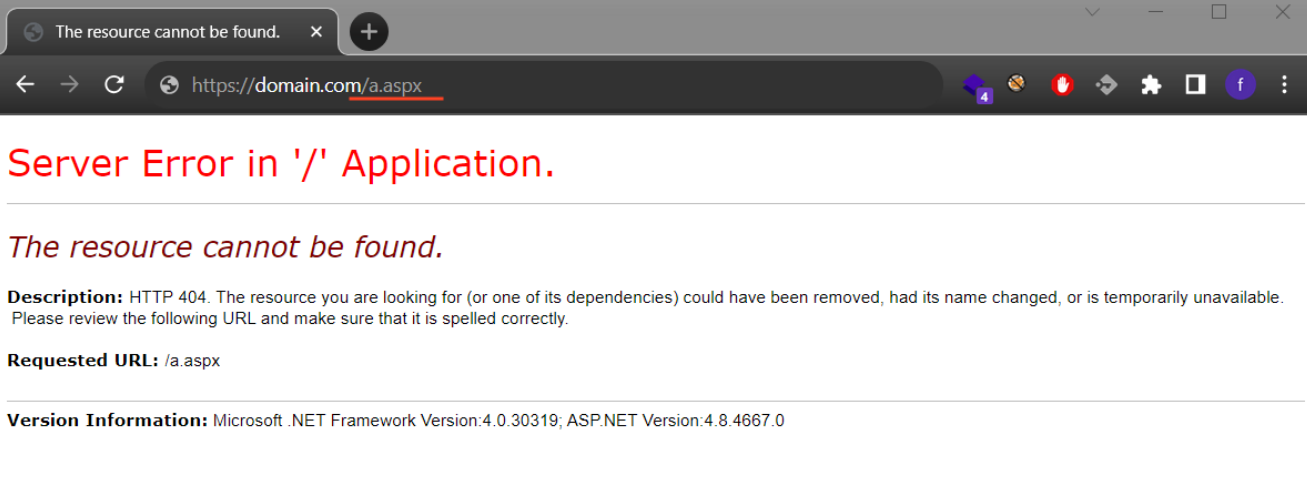 The resource cannot be found.
https://domain.com/a.aspx
4
f
Server Error in '/' Application.
The resource cannot be found.
Description: HTTP 404. The resource you are looking for (or one of its dependencies) could have been removed, had its name changed, or is temporarily unavailable.
Please review the following URL and make sure that it is spelled correctly.
Requested URL: /a.aspx
Version Information: Microsoft .NET Framework Version:4.0.30319; ASP.NET Version:4.8.4667.0